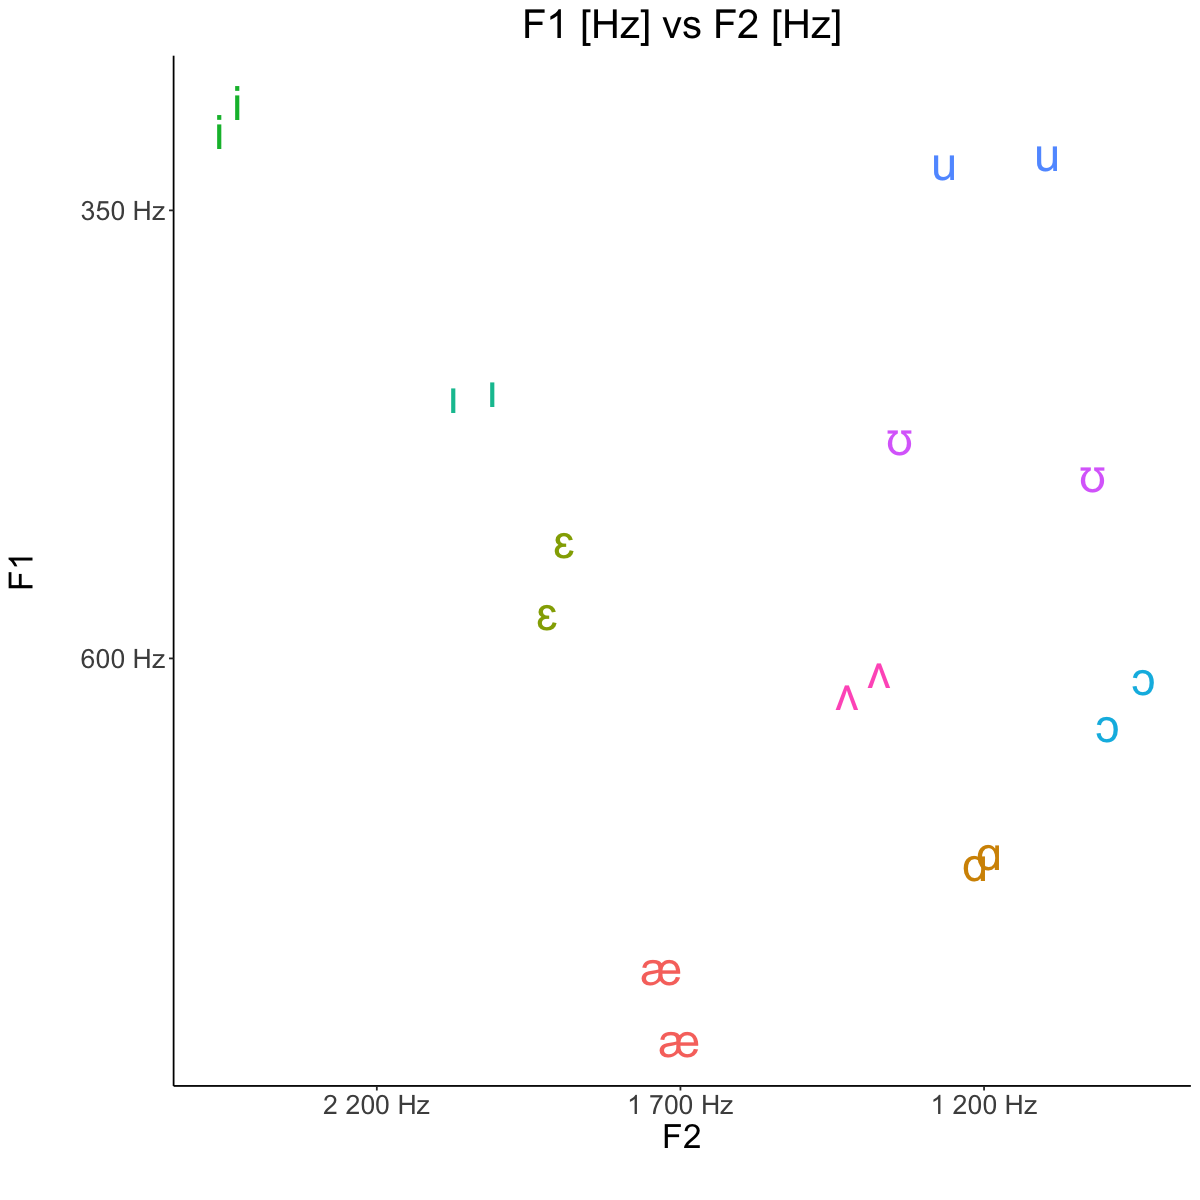 F1 [Hz] vs F2 [Hz]
i
i
u
u
350 Hz
ı
ı
ʊ
ʊ
ɛ
F1
ɛ
600 Hz
ʌ
ɔ
ʌ
ɔ
ɑ
ɑ
æ
æ
2 200 Hz 1 700 Hz 1 200 Hz
F2